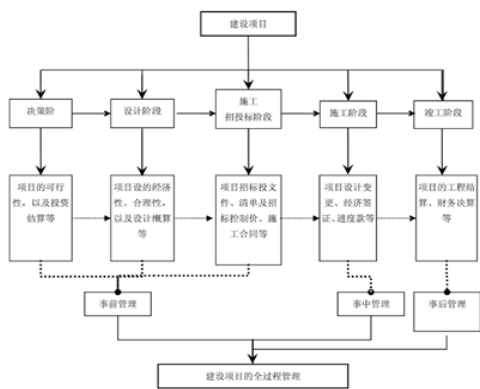 建设项目
决策阶
设计阶段
施工
招投标阶段
施工阶段
竣工阶段
项目的可行
性，以及投资
估算等
项目设的经济
性、合理性，
以及设计概算
等
项目招标投文
件、清单及招
标控制价、施
工合同等
项目设计变
更、经济签
证、进度款等
项目的工程结
算、财务决算
等
事前管理
事中管理
事后管理
建设项目的全过程管理